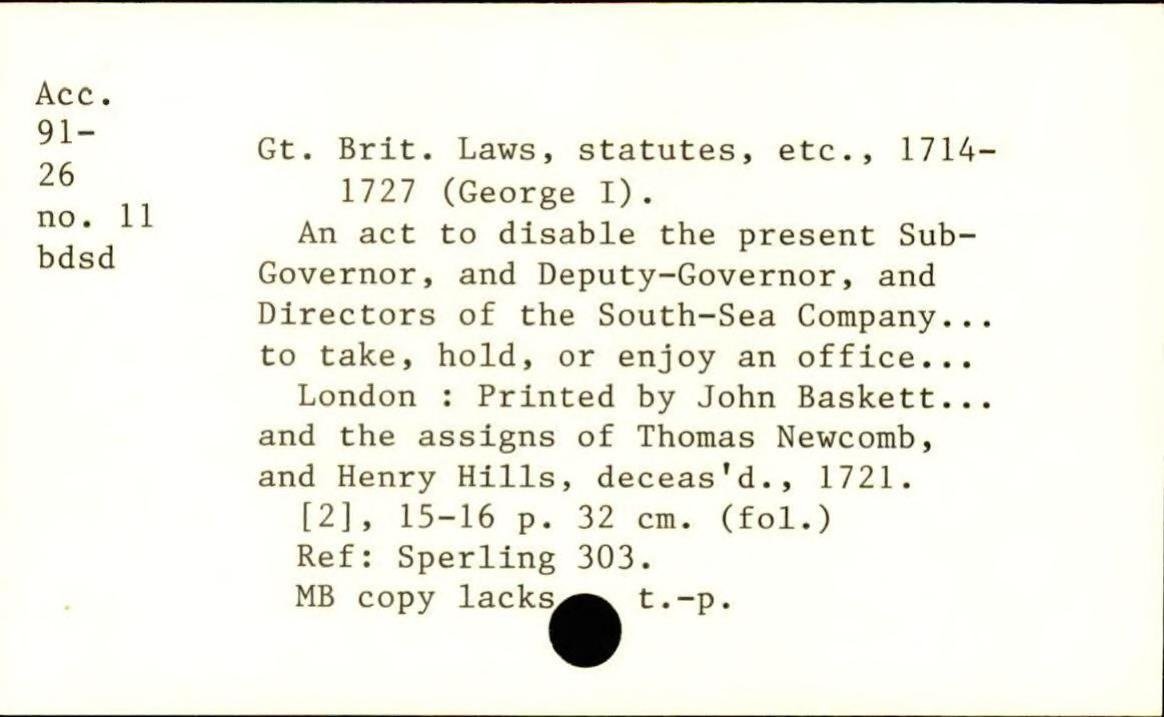 Acc.
91-
26
no. 11
bdsd
Gt. Brit. Laws, statutes, etc., 1714-
1727 (George I).
An act to disable the present Sub-
Governor, and Deputy-Governor, and
Directors of the South-Sea Company...
to take, hold, or enjoy an office...
London : Printed by John Baskett...
and the assigns of Thomas Newcomb,
and Henry Hills, deceas'd., 1721.
[2], 15-16 p. 32 cm. (fol.)
Ref: Sperling 303.
MB copy lacks t.-p.